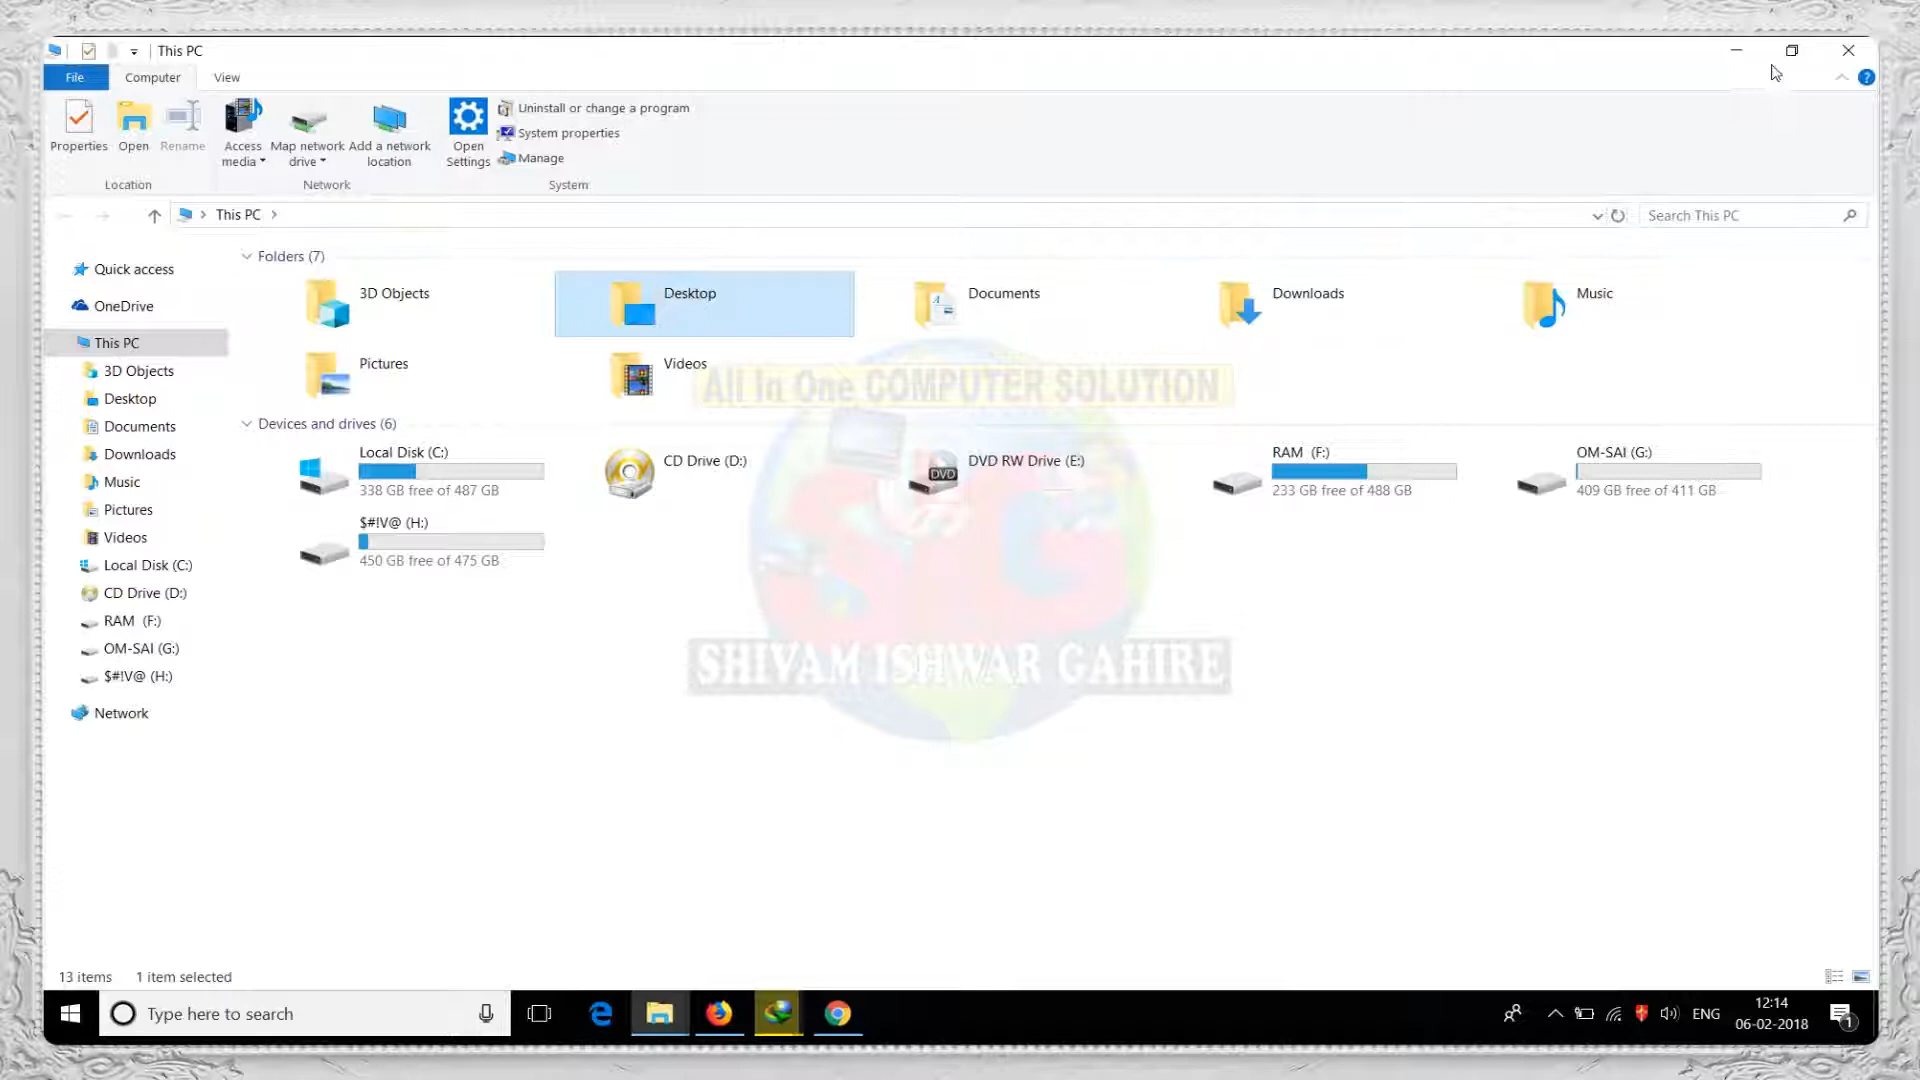 This PC
File Computer View
Properties Open Rename Access media Map network drive Add a network location Open Settings
Uninstall or change a program
System properties
Manage
Location Network System
This PC
Search This PC
Quick access
OneDrive
This PC
3D Objects
Desktop
Documents
Downloads
Music
Pictures
Videos
Local Disk (C:)
CD Drive (D:)
RAM (F:)
OM-SAI (G:)
$#!V@ (H:)
Network
Folders (7)
3D Objects
Desktop
Documents
Downloads
Music
Pictures
Videos
Devices and drives (6)
Local Disk (C:)
338 GB free of 487 GB
CD Drive (D:)
DVD
DVD RW Drive (E:)
RAM (F:)
233 GB free of 488 GB
OM-SAI (G:)
409 GB free of 411 GB
$#!V@ (H:)
450 GB free of 475 GB
All In One COMPUTER SOLUTION
SIG
SHIVAM ISHWAR GAHIRE
13 items 1 item selected
Type here to search
ENG
12:14
06-02-2018
1